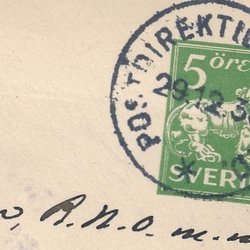 POSTDIREKTI
5 ÖRE
29.12.3
SVERI
R.N.O. m.